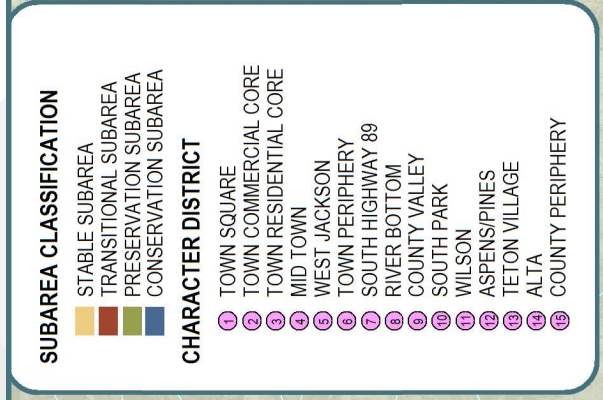 SUBAREA CLASSIFICATION
STABLE SUBAREA
TRANSITIONAL SUBAREA
PRESERVATION SUBAREA
CONSERVATION SUBAREA
CHARACTER DISTRICT
1 TOWN SQUARE
2 TOWN COMMERCIAL CORE
3 TOWN RESIDENTIAL CORE
4 MID TOWN
5 WEST JACKSON
6 TOWN PERIPHERY
7 SOUTH HIGHWAY 89
8 RIVER BOTTOM
9 COUNTY VALLEY
10 SOUTH PARK
11 WILSON
12 ASPENS/PINES
13 TETON VILLAGE
14 ALTA
15 COUNTY PERIPHERY